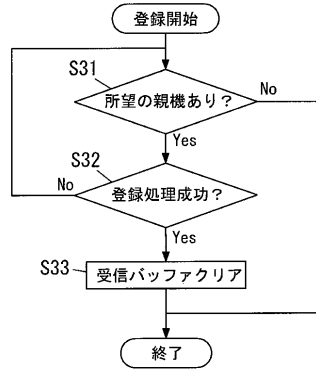 登録開始
S31
所望の親機あり?
No
Yes
S32
登録処理成功?
No
Yes
S33
受信バッファクリア
終了